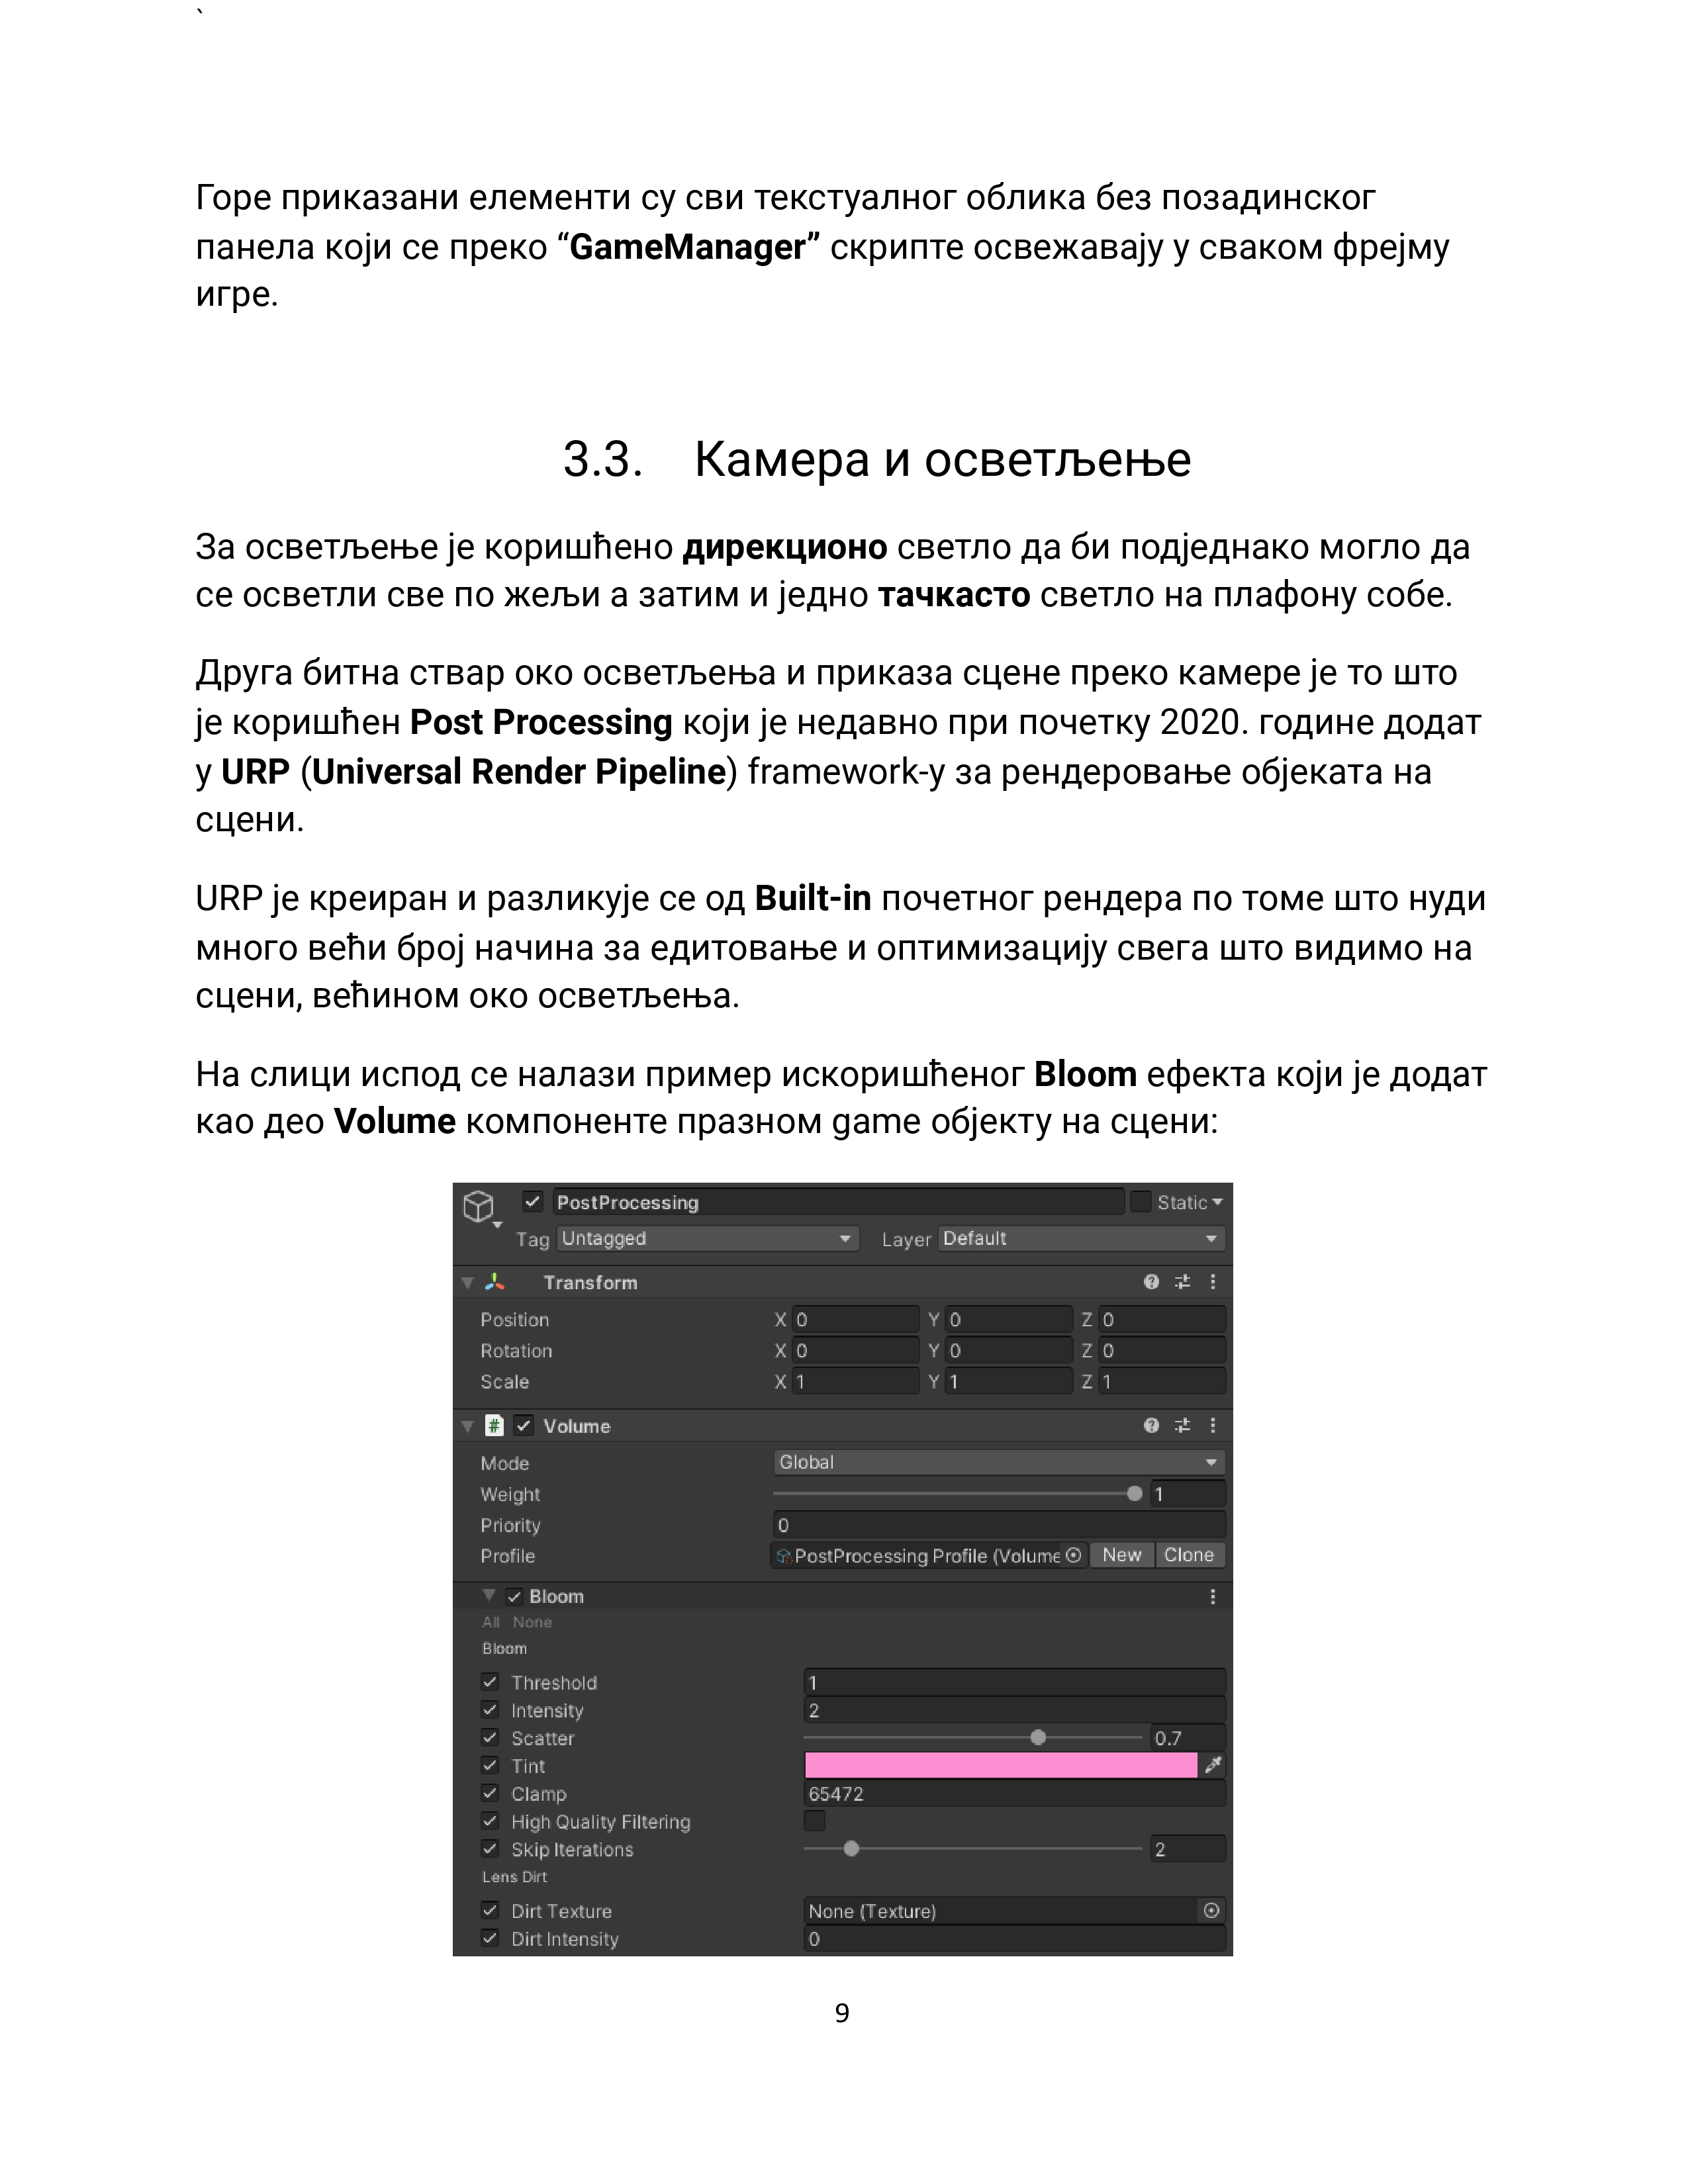 `
Горе приказани елементи су сви текстуалног облика без позадинског
панела који се преко “GameManager” скрипте освежавају у сваком фрејму
игре.
3.3. Камера и осветљење
За осветљење је коришћено дирекционо светло да би подједнако могло да
се осветли све по жељи а затим и једно тачкасто светло на плафону собе.
Друга битна ствар око осветљења и приказа сцене преко камере је то што
је коришћен Post Processing који је недавно при почетку 2020. године додат
у URP (Universal Render Pipeline) framework-у за рендеровање објеката на
сцени.
URP је креиран и разликује се од Built-in почетног рендера по томе што нуди
много већи број начина за едитовање и оптимизацију свега што видимо на
сцени, већином око осветљења.
На слици испод се налази пример искоришћеног Bloom ефекта који је додат
као део Volume компоненте празном game објекту на сцени:
PostProcessing Static
Tag Untagged Layer Default
Transform
Position X 0 Y 0 Z 0
Rotation X 0 Y 0 Z 0
Scale X 1 Y 1 Z 1
# Volume
Mode Global
Weight 1
Priority 0
Profile PostProcessing Profile (Volume New Clone
Bloom
All None
Bloom
Threshold 1
Intensity 2
Scatter 0.7
Tint
Clamp 65472
High Quality Filtering
Skip Iterations 2
Lens Dirt
Dirt Texture None (Texture)
Dirt Intensity 0
9